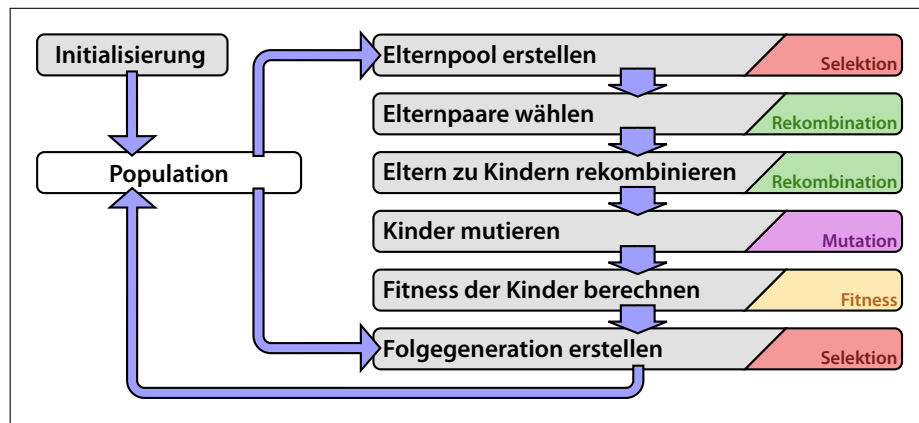 Initialisierung
Population
Elternpool erstellen
Selektion
Elternpaare wählen
Rekombination
Eltern zu Kindern rekombinieren
Rekombination
Kinder mutieren
Mutation
Fitness der Kinder berechnen
Fitness
Folgegeneration erstellen
Selektion